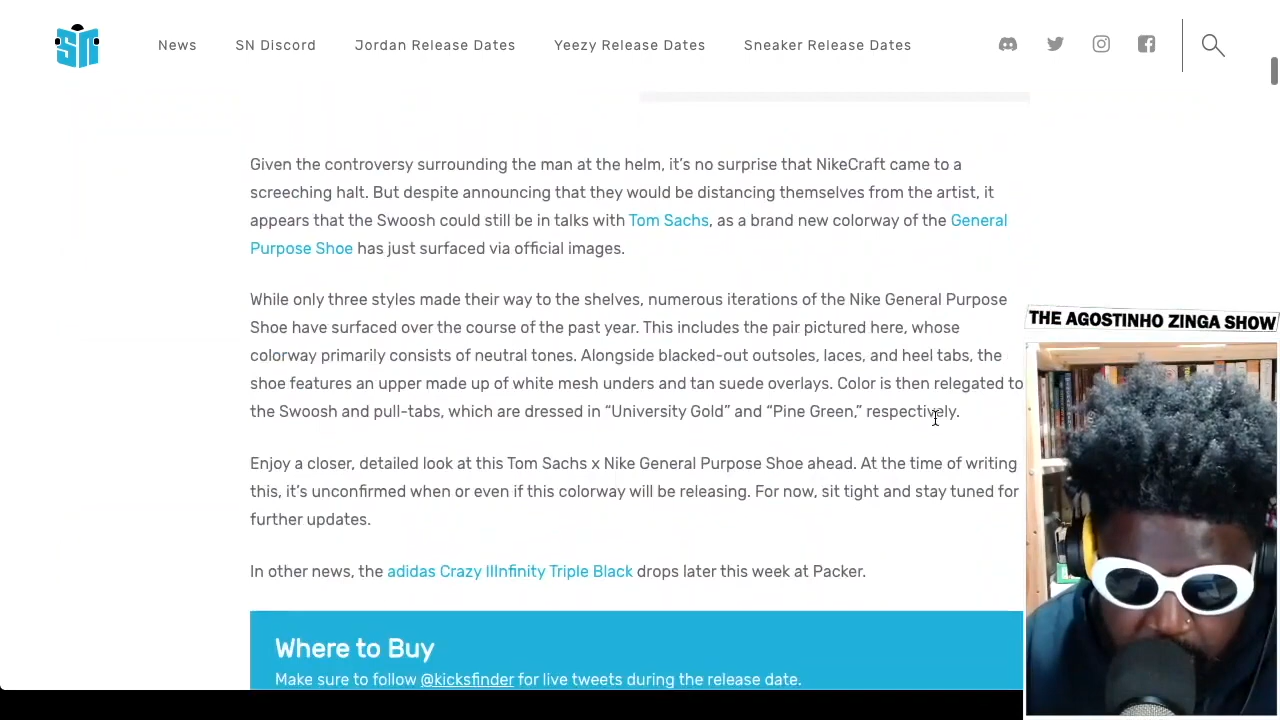 SN
News
SN Discord
Jordan Release Dates
Yeezy Release Dates
Sneaker Release Dates
Given the controversy surrounding the man at the helm, it’s no surprise that NikeCraft came to a
screeching halt. But despite announcing that they would be distancing themselves from the artist, it
appears that the Swoosh could still be in talks with Tom Sachs, as a brand new colorway of the General
Purpose Shoe has just surfaced via official images.
While only three styles made their way to the shelves, numerous iterations of the Nike General Purpose
Shoe have surfaced over the course of the past year. This includes the pair pictured here, whose
colorway primarily consists of neutral tones. Alongside blacked-out outsoles, laces, and heel tabs, the
shoe features an upper made up of white mesh unders and tan suede overlays. Color is then relegated to
the Swoosh and pull-tabs, which are dressed in “University Gold” and “Pine Green,” respectively.
Enjoy a closer, detailed look at this Tom Sachs x Nike General Purpose Shoe ahead. At the time of writing
this, it’s unconfirmed when or even if this colorway will be releasing. For now, sit tight and stay tuned for
further updates.
In other news, the adidas Crazy IIInfinity Triple Black drops later this week at Packer.
Where to Buy
Make sure to follow @kicksfinder for live tweets during the release date.
THE AGOSTINHO ZINGA SHOW